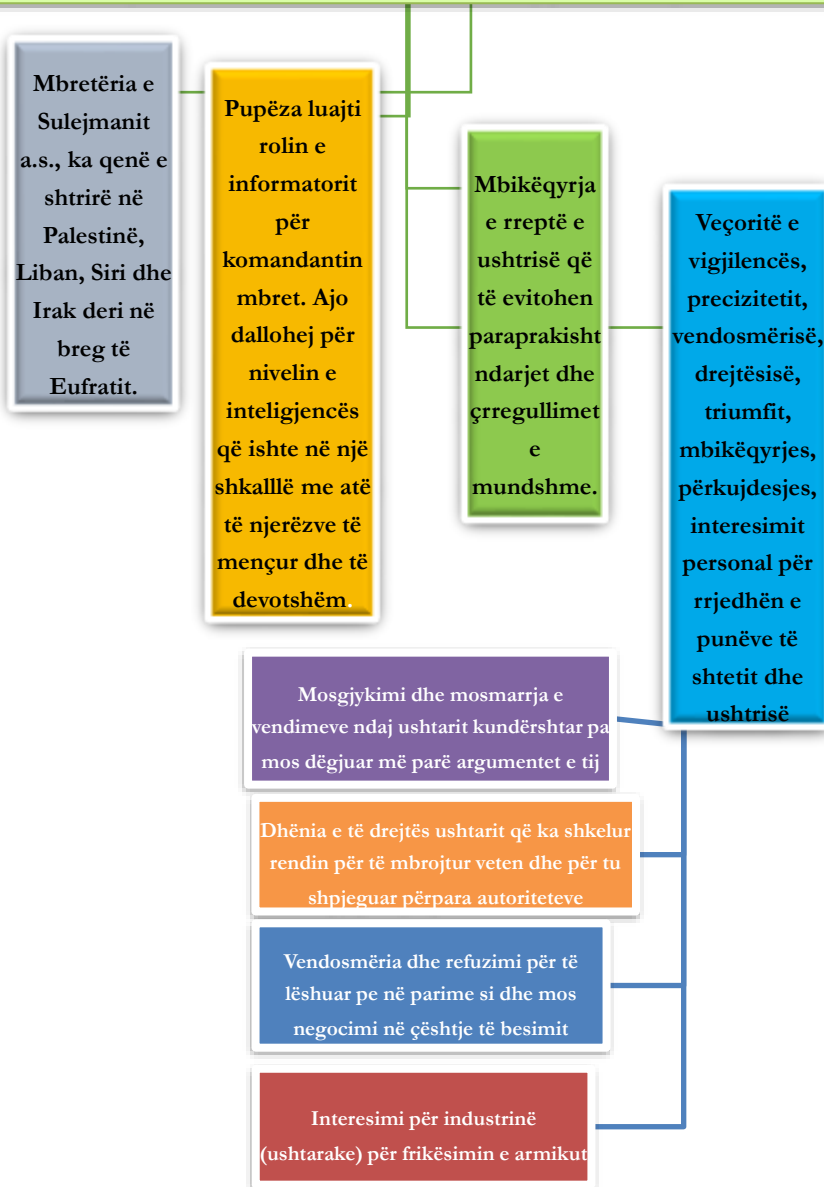 Mbretëria e
Sulejmanit
a.s., ka qenë e
shtrirë në
Palestinë,
Liban, Siri dhe
Irak deri në
breg të
Eufratit.
Pupëza luajti
rolin e
informatorit
për
komandantin
mbret. Ajo
dallohej për
nivelin e
inteligjencës
që ishte në një
shkalllë me atë
të njerëzve të
mençur dhe të
devotshëm.
Mbikëqyrja
e rreptë e
ushtrisë që
të evitohen
paraprakisht
ndarjet dhe
çrregullimet
e
mundshme.
Veçoritë e
vigjilencës,
precizitetit,
vendosmërisë,
drejtësisë,
triumfit,
mbikëqyrjes,
përkujdesjes,
interesimit
personal për
rrjedhën e
punëve të
shtetit dhe
ushtrisë
Mosgjykimi dhe mosmarrja e
vendimeve ndaj ushtarit kundërshtar pa
mos dëgjuar më parë argumentet e tij
Dhënia e të drejtës ushtarit që ka shkelur
rendin për të mbrojtur veten dhe për tu
shpjeguar përpara autoriteteve
Vendosmëria dhe refuzimi për të
lëshuar pe në parime si dhe mos
negocimi në çështje të besimit
Interesimi për industrinë
(ushtarake) për frikësimin e armikut